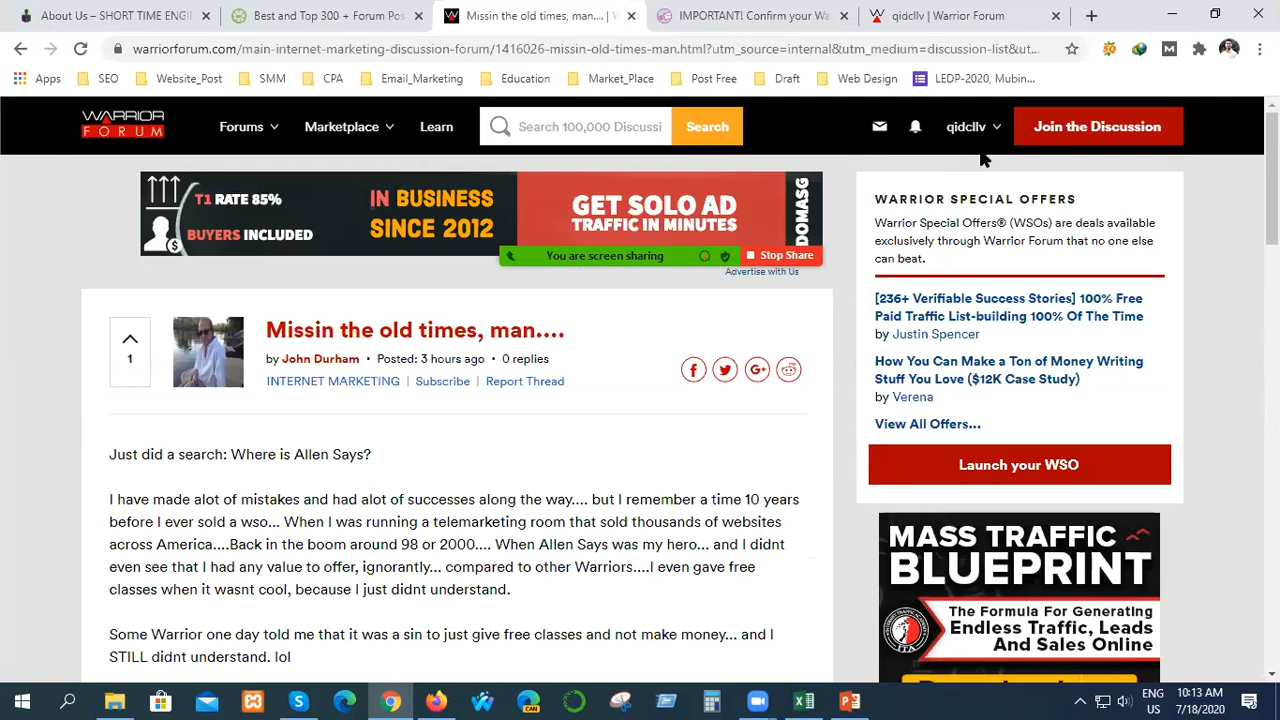 About Us – SHORT TIME ENG
Best and Top 300 + Forum Pos
Missin the old times, man....
IMPORTANT! Confirm your Wa
qidcllv | Warrior Forum
warriorforum.com/main-internet-marketing-discussion-forum/1416026-missin-old-times-man.html?utm_source=internal&utm_medium=discussion-list&ut...
Apps
SEO
Website_Post
SMM
CPA
Email_Marketing
Education
Market_Place
Post Free
Draft
Web Design
LEDP-2020, Mubin...
WARRIOR
FORUM
Forums
Marketplace
Learn
Search 100,000 Discussi
Search
qidcllv
Join the Discussion
T1 RATE 85%
BUYERS INCLUDED
IN BUSINESS
SINCE 2012
GET SOLO AD
TRAFFIC IN MINUTES
DOMASG
You are screen sharing
Stop Share
Advertise with Us
1
Missin the old times, man....
by John Durham • Posted: 3 hours ago • 0 replies
INTERNET MARKETING | Subscribe | Report Thread
Just did a search: Where is Allen Says?
I have made alot of mistakes and had alot of successes along the way.... but I remember a time 10 years
before I ever sold a wso... When I was running a telemarketing room that sold thousands of websites
across America....Back in the boom around 98 or 2000.... When Allen Says was my hero... and I didnt
even see that I had any value to offer, ignorantly... compared to other Warriors....I even gave free
classes when it wasnt cool, because I just didnt understand.
Some Warrior one day told me that it was a sin to just give free classes and not make money... and I
STILL didnt understand. lol
WARRIOR SPECIAL OFFERS
Warrior Special Offers® (WSOs) are deals available
exclusively through Warrior Forum that no one else
can beat.
[236+ Verifiable Success Stories] 100% Free
Paid Traffic List-building 100% Of The Time
by Justin Spencer
How You Can Make a Ton of Money Writing
Stuff You Love ($12K Case Study)
by Verena
View All Offers...
Launch your WSO
MASS TRAFFIC
BLUEPRINT
ITA
The Formula For Generating
Endless Traffic, Leads
And Sales Online
ENG
US
10:13 AM
7/18/2020